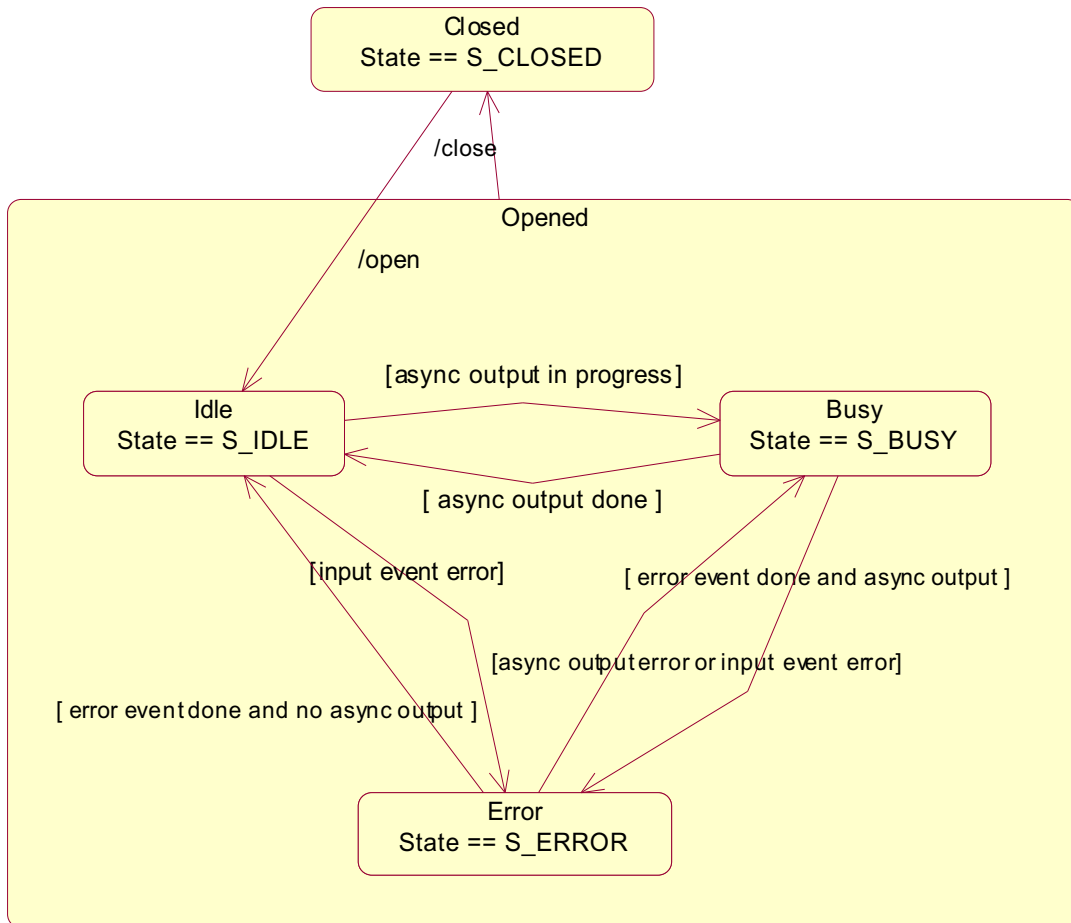 Closed
State == S_CLOSED
/close
Opened
/open
[async output in progress]
Idle
State == S_IDLE
Busy
State == S_BUSY
[ async output done ]
[input event error]
[ error event done and async output ]
[async output error or input event error]
[ error event done and no async output ]
Error
State == S_ERROR